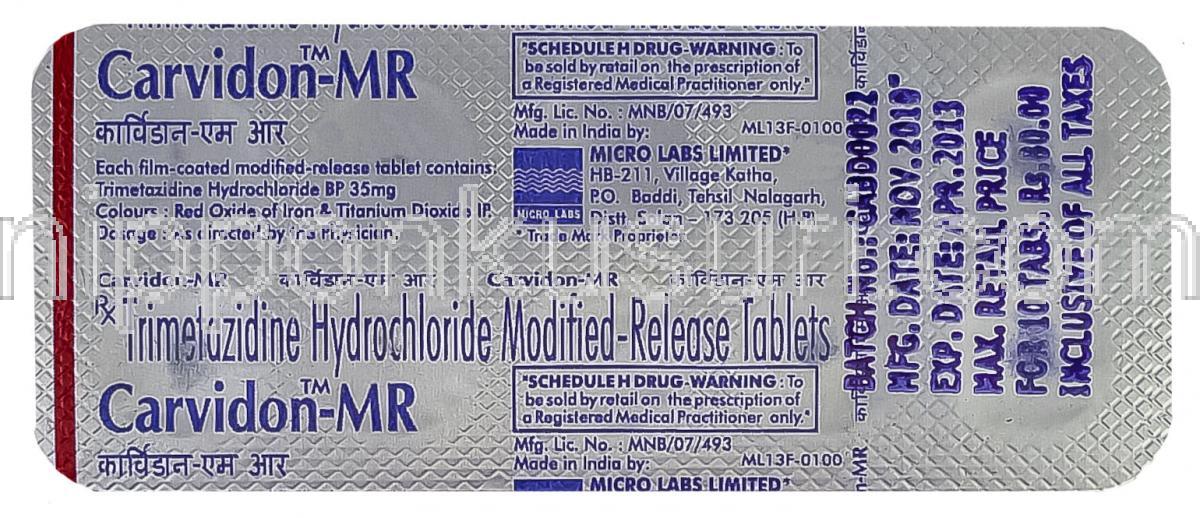 Carvidon™-MR
कार्विडान-एम आर
Each film-coated modified-release tablet contains:
Trimetazidine Hydrochloride BP 35mg
Colours : Red Oxide of Iron & Titanium Dioxide IP.
Dosage : As directed by the Physician.
"SCHEDULE H DRUG-WARNING : To
be sold by retail on the prescription of
a Registered Medical Practitioner only."
Mfg. Lic. No. : MNB/07/493
Made in India by: ML13F-0100
MICRO LABS LIMITED*
HB-211, Village Katha,
P.O. Baddi, Tehsil Nalagarh,
Distt. Solan - 173 205 (H.P)
MICRO LABS
* Trade Mark Proprietor
Carvidon-MR कार्विडान-एम आर Carvidon-MR कार्विडान-एम आर
Rx Trimetazidine Hydrochloride Modified-Release Tablets
Carvidon™-MR
कार्विडान-एम आर
"SCHEDULE H DRUG-WARNING : To
be sold by retail on the prescription of
a Registered Medical Practitioner only."
Mfg. Lic. No. : MNB/07/493
Made in India by: ML13F-0100
MICRO LABS LIMITED*
BATCH NO.: CABD0022
MFG. DATE: NOV. 2010
EXP. DATE: APR. 2013
MAX. RETAIL PRICE
FOR 10 TABS. Rs. 80.00
INCLUSIVE OF ALL TAXES
nipponkusuri.com